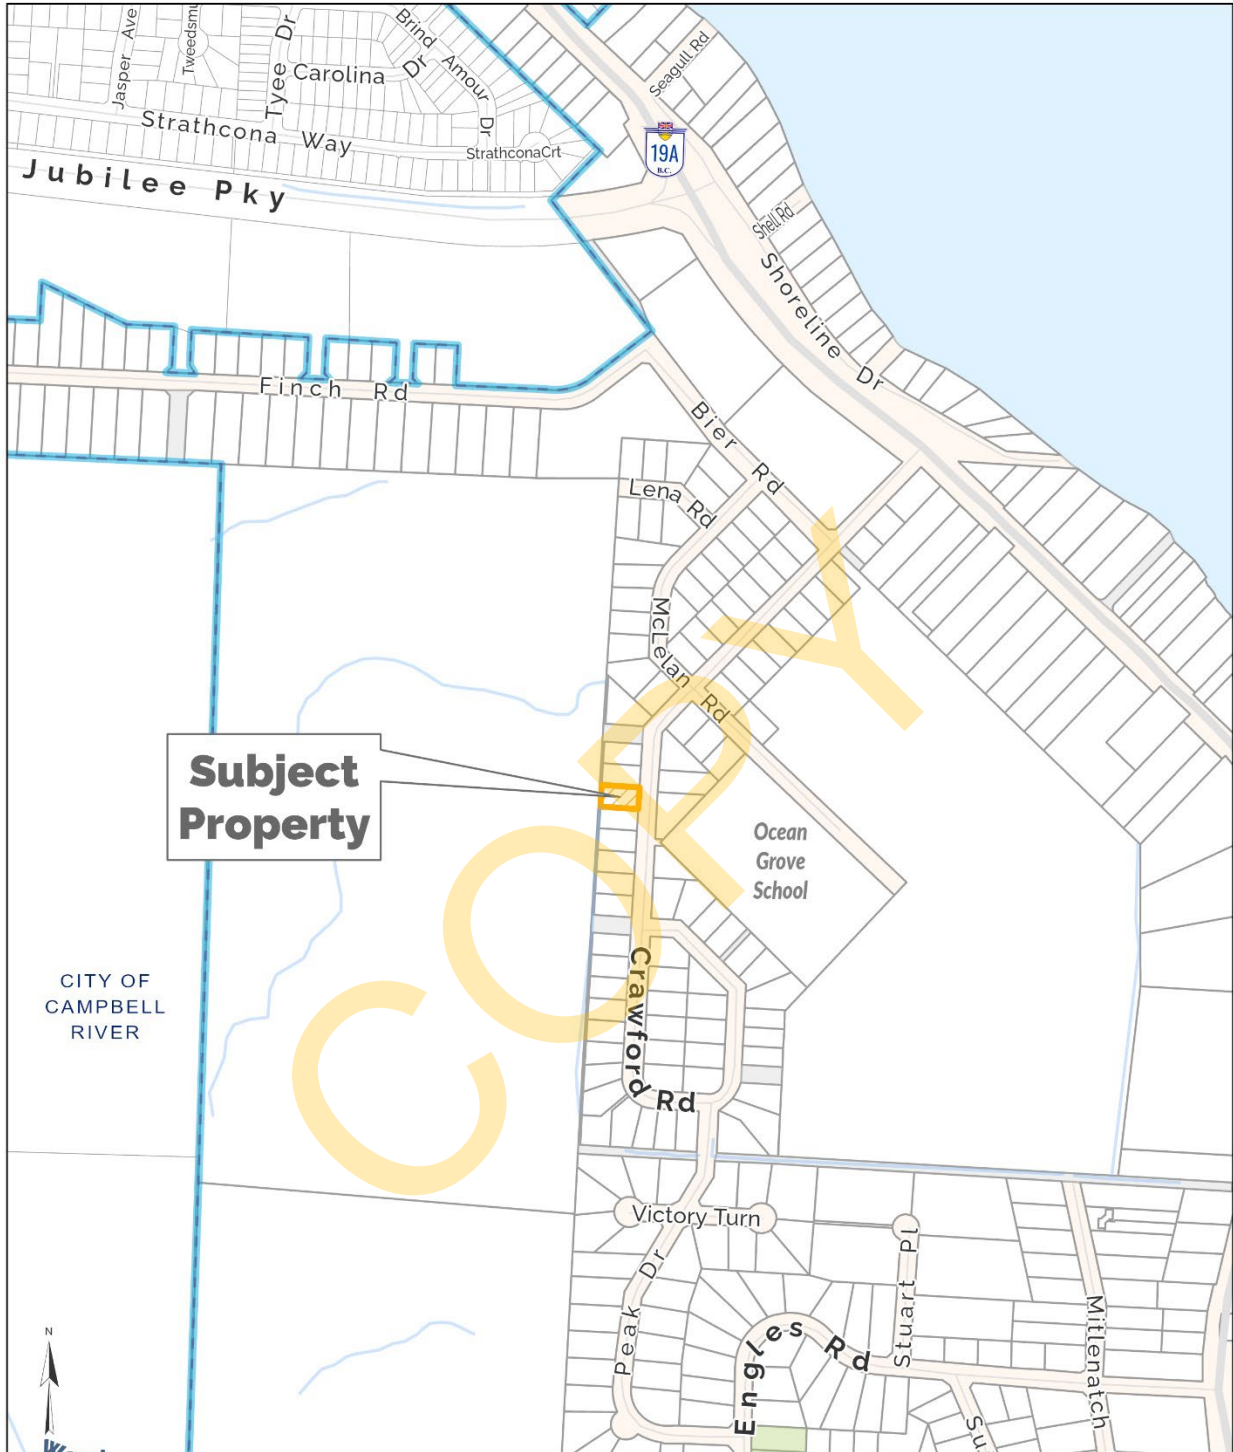 Jasper Ave
Tweedsmu
Tyee Dr
Carolina Dr
Brind Amour Dr
Seagull Rd
Strathcona Way
StrathconaCrt
19A
B.C.
Jubilee Pky
Shell Rd
Shoreline Dr
Finch Rd
Bier Rd
Lena Rd
McLelan Rd
Subject
Property
Ocean
Grove
School
COPY
CITY OF
CAMPBELL
RIVER
Crawford Rd
Victory Turn
Peak Dr
Stuart Pl
Engles Rd
Mitlenatch
Su
N